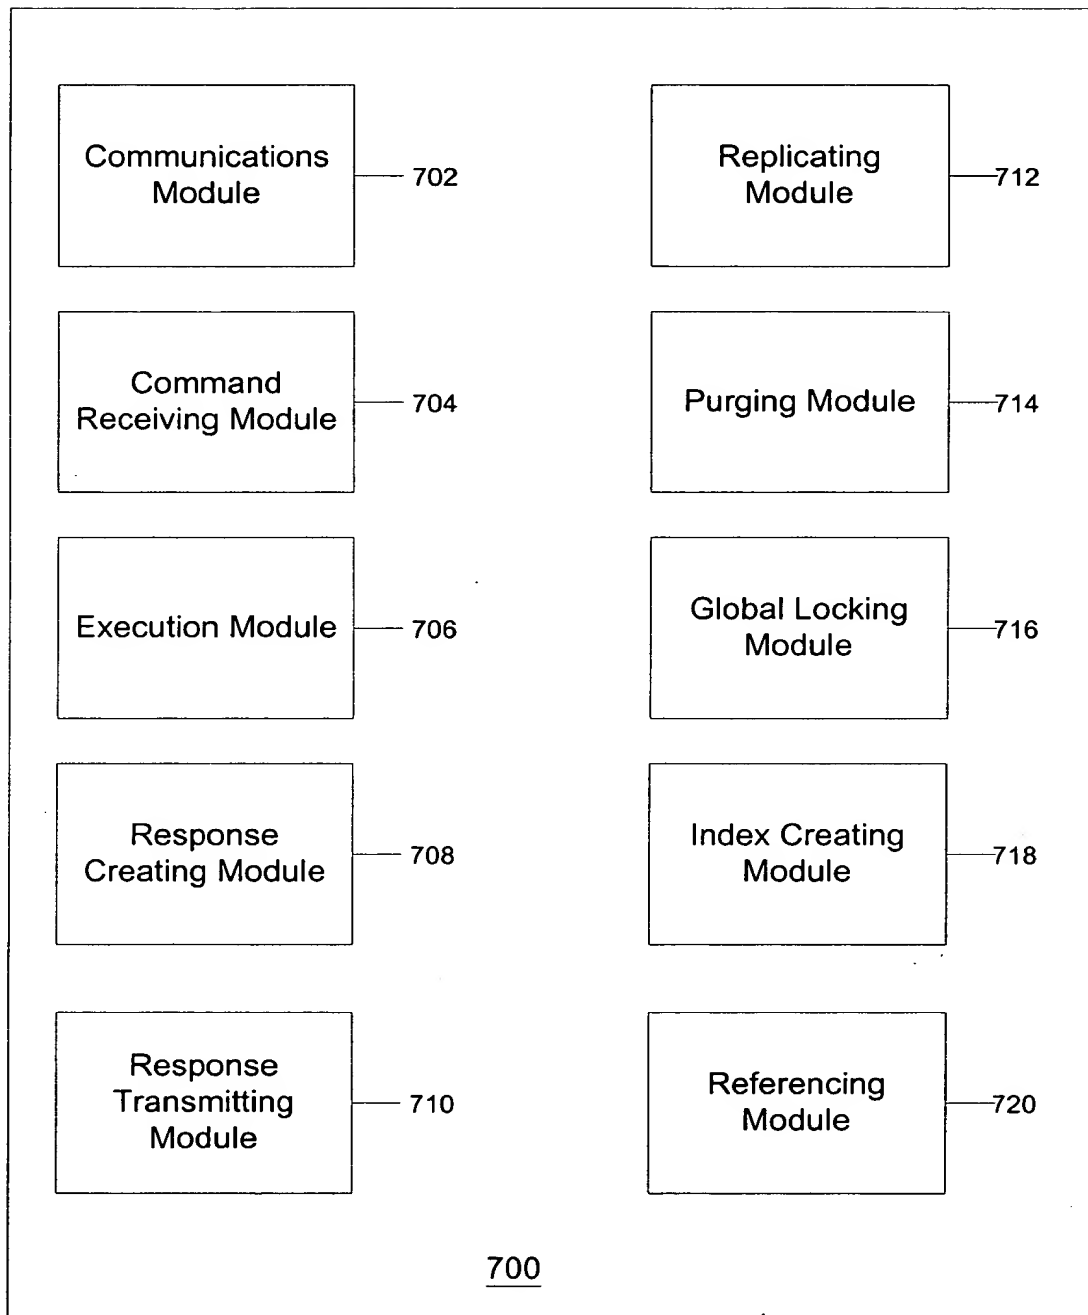 Communications
Module
702
Command
Receiving Module
704
Execution Module
706
Response
Creating Module
708
Response
Transmitting
Module
710
Replicating
Module
712
Purging Module
714
Global Locking
Module
716
Index Creating
Module
718
Referencing
Module
720
700